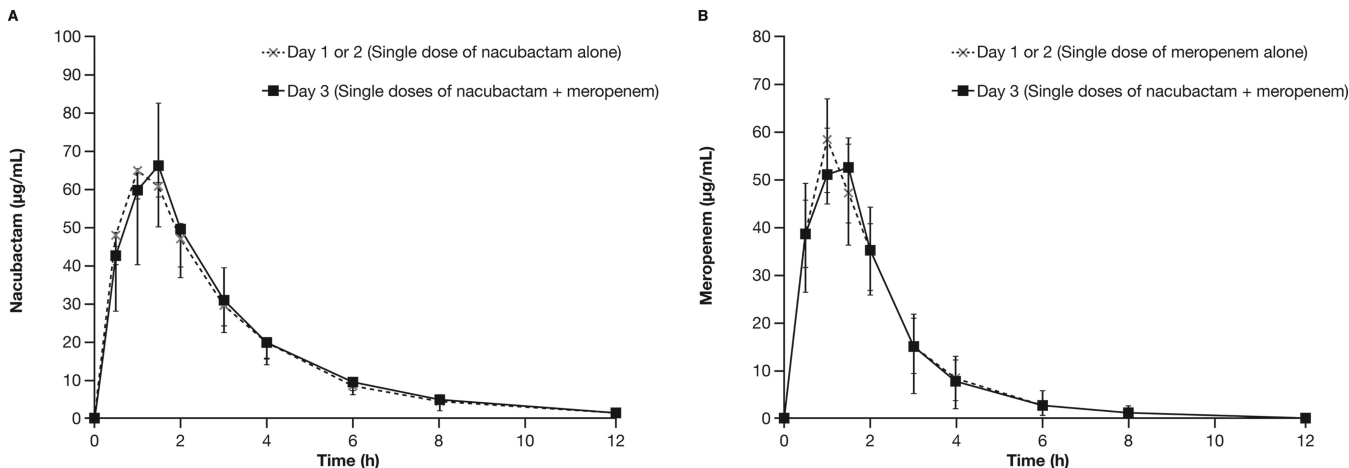 A
Nacubactam (μg/mL)
100
90
80
70
60
50
40
30
20
10
0
Day 1 or 2 (Single dose of nacubactam alone)
Day 3 (Single doses of nacubactam + meropenem)
0 2 4 6 8 10 12
Time (h)
B
Meropenem (μg/mL)
80
70
60
50
40
30
20
10
0
Day 1 or 2 (Single dose of meropenem alone)
Day 3 (Single doses of nacubactam + meropenem)
0 2 4 6 8 10 12
Time (h)